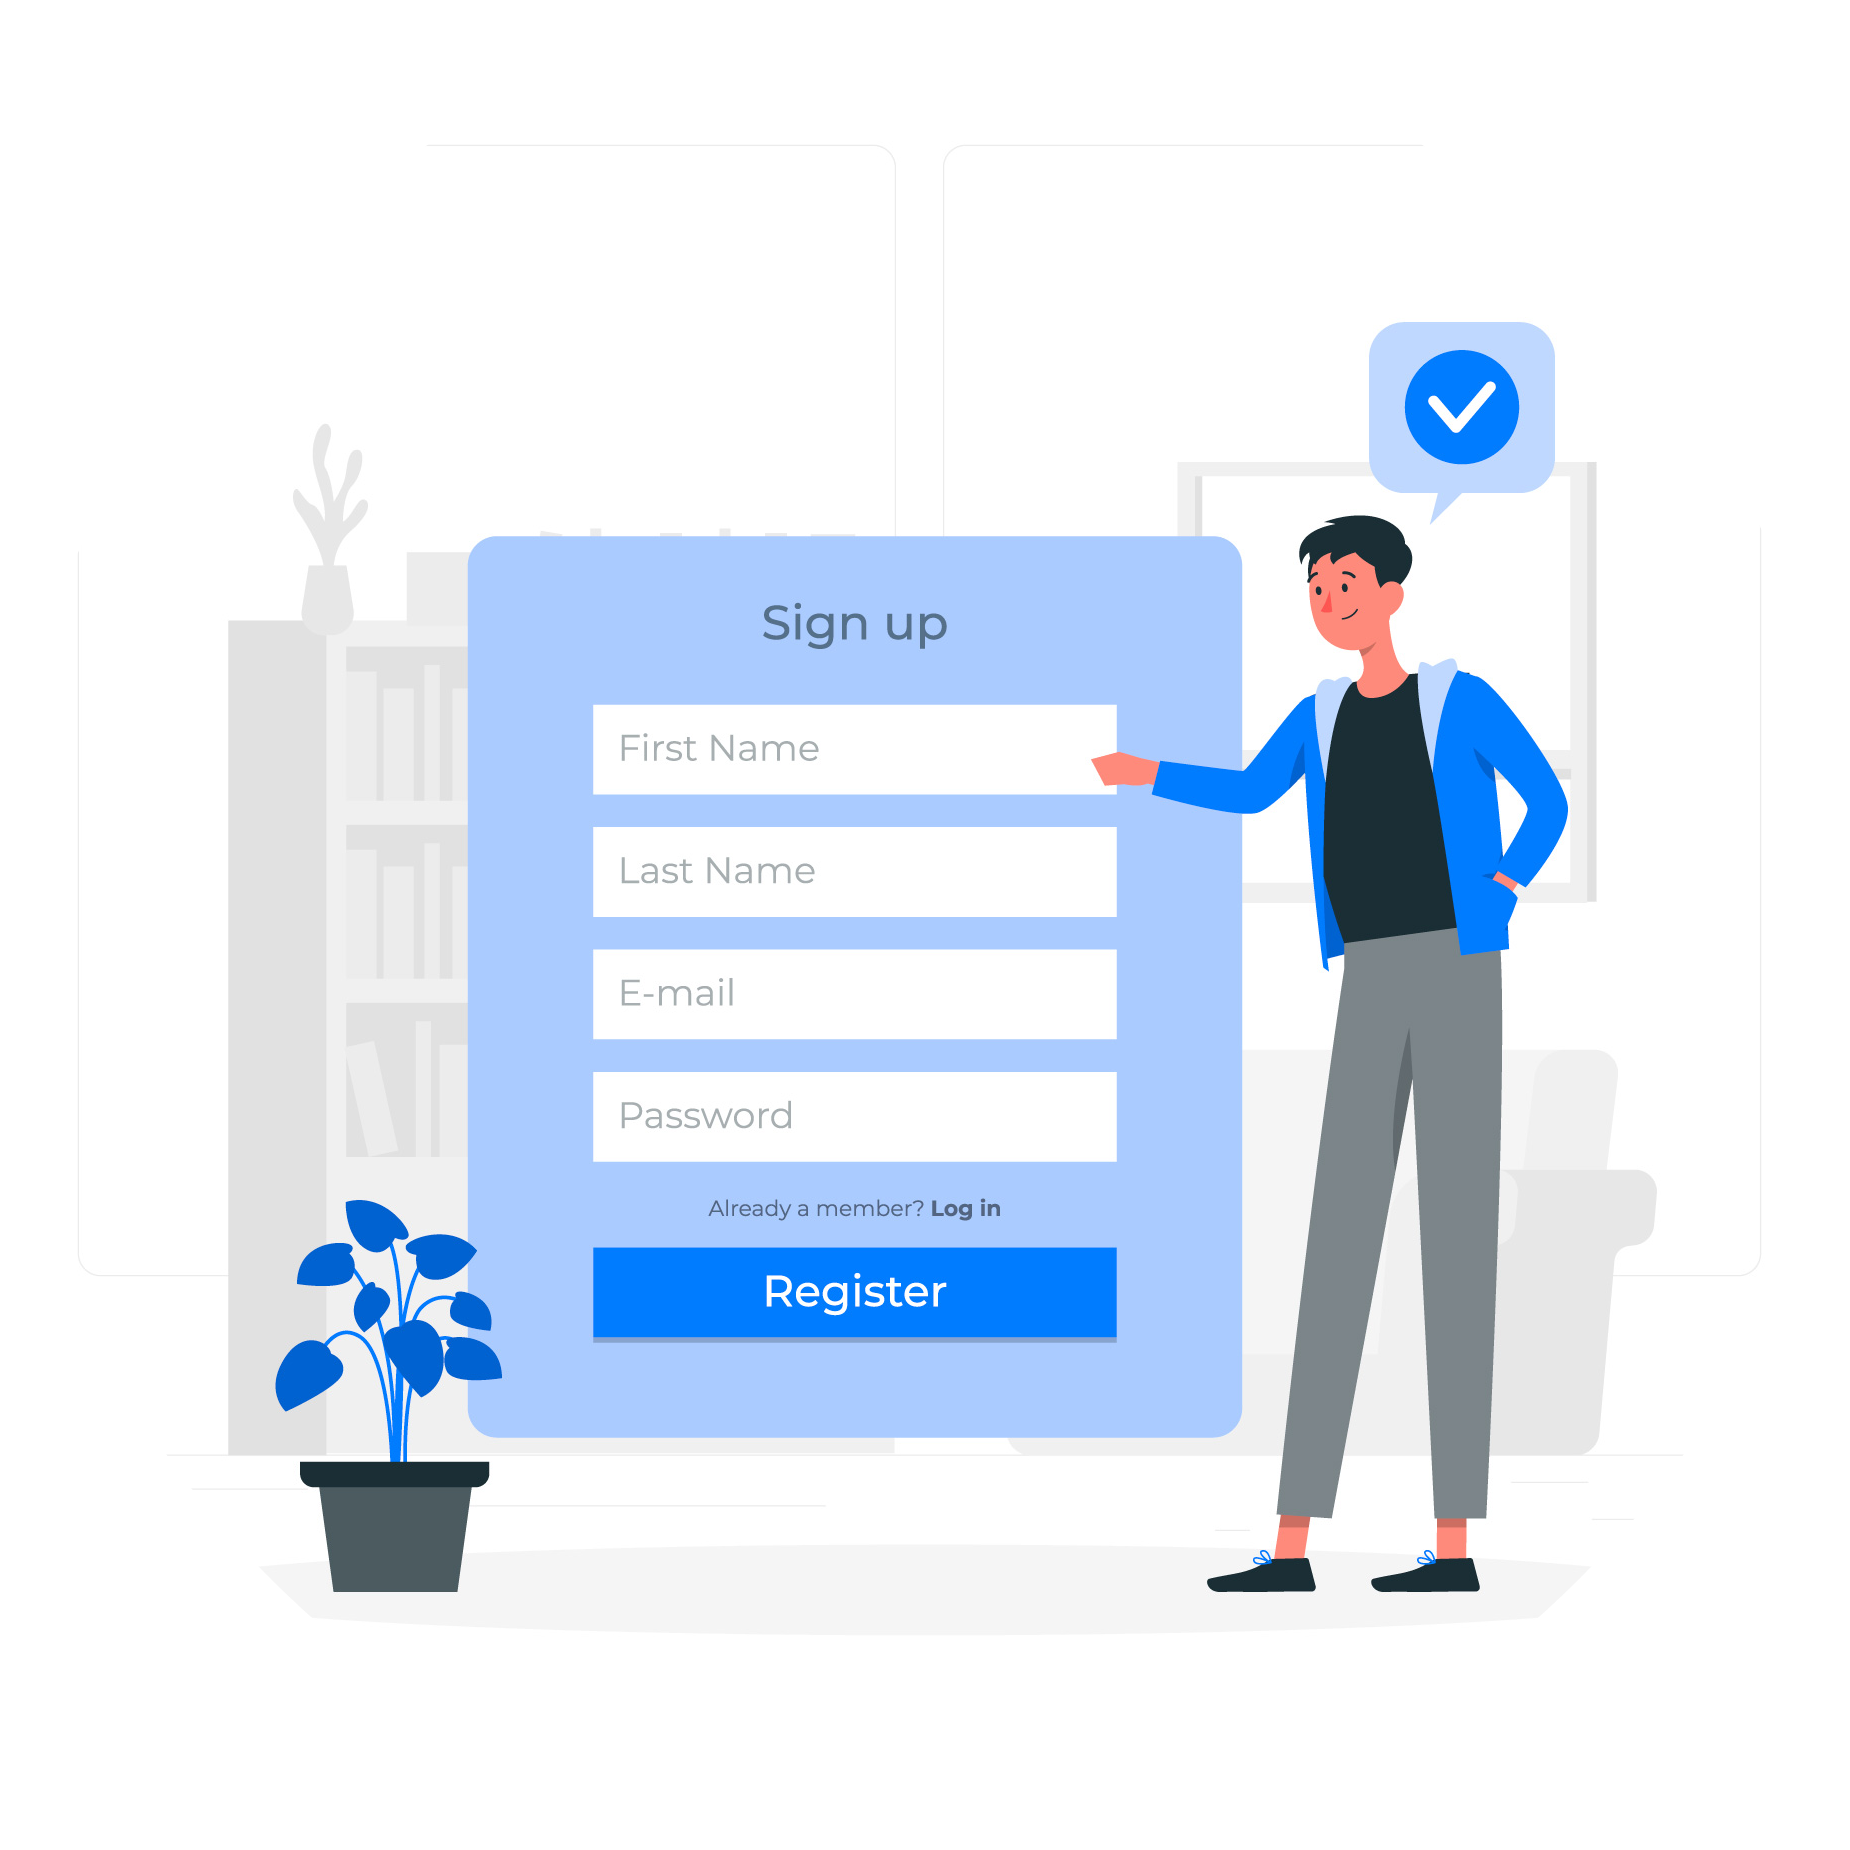 Sign up
First Name
Last Name
E-mail
Password
Already a member? Log in
Register